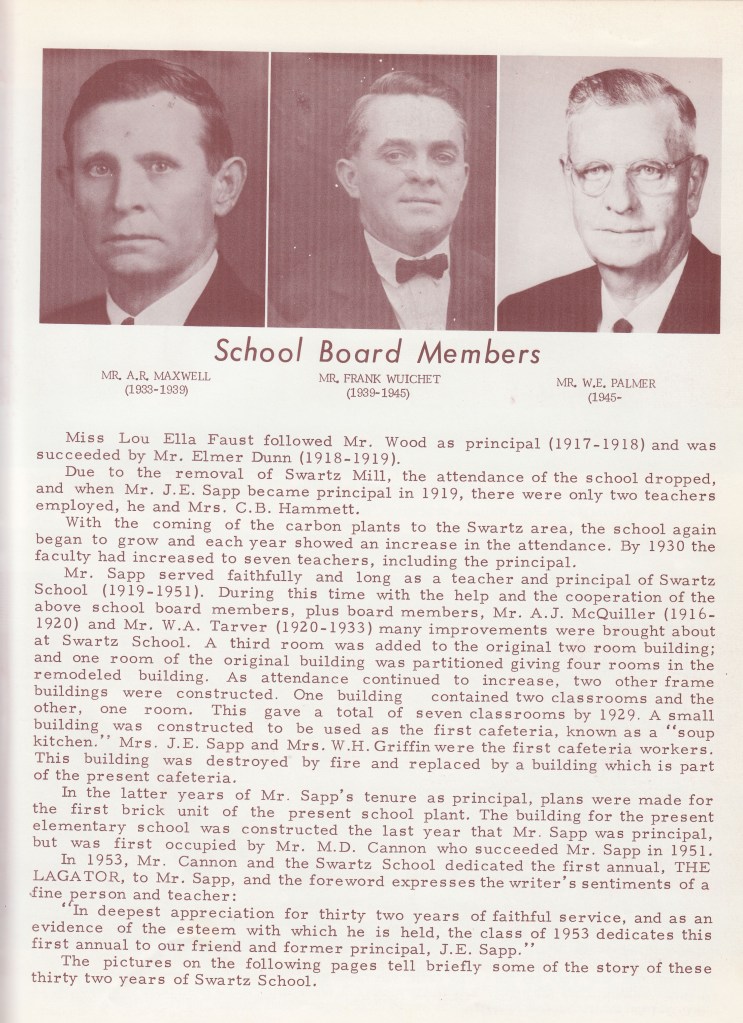 School Board Members
MR. A.R. MAXWELL
(1933-1939)
MR. FRANK WUICHET
(1939-1945)
MR. W.E. PALMER
(1945-
Miss Lou Ella Faust followed Mr. Wood as principal (1917-1918) and was
succeeded by Mr. Elmer Dunn (1918-1919).
Due to the removal of Swartz Mill, the attendance of the school dropped,
and when Mr. J.E. Sapp became principal in 1919, there were only two teachers
employed, he and Mrs. C.B. Hammett.
With the coming of the carbon plants to the Swartz area, the school again
began to grow and each year showed an increase in the attendance. By 1930 the
faculty had increased to seven teachers, including the principal.
Mr. Sapp served faithfully and long as a teacher and principal of Swartz
School (1919-1951). During this time with the help and the cooperation of the
above school board members, plus board members, Mr. A.J. McQuiller (1916-
1920) and Mr. W.A. Tarver (1920-1933) many improvements were brought about
at Swartz School. A third room was added to the original two room building;
and one room of the original building was partitioned giving four rooms in the
remodeled building. As attendance continued to increase, two other frame
buildings were constructed. One building contained two classrooms and the
other, one room. This gave a total of seven classrooms by 1929. A small
building was constructed to be used as the first cafeteria, known as a "soup
kitchen." Mrs. J.E. Sapp and Mrs. W.H. Griffin were the first cafeteria workers.
This building was destroyed by fire and replaced by a building which is part
of the present cafeteria.
In the latter years of Mr. Sapp's tenure as principal, plans were made for
the first brick unit of the present school plant. The building for the present
elementary school was constructed the last year that Mr. Sapp was principal,
but was first occupied by Mr. M.D. Cannon who succeeded Mr. Sapp in 1951.
In 1953, Mr. Cannon and the Swartz School dedicated the first annual, THE
LAGATOR, to Mr. Sapp, and the foreword expresses the writer's sentiments of a
fine person and teacher:
"In deepest appreciation for thirty two years of faithful service, and as an
evidence of the esteem with which he is held, the class of 1953 dedicates this
first annual to our friend and former principal, J.E. Sapp."
The pictures on the following pages tell briefly some of the story of these
thirty two years of Swartz School.